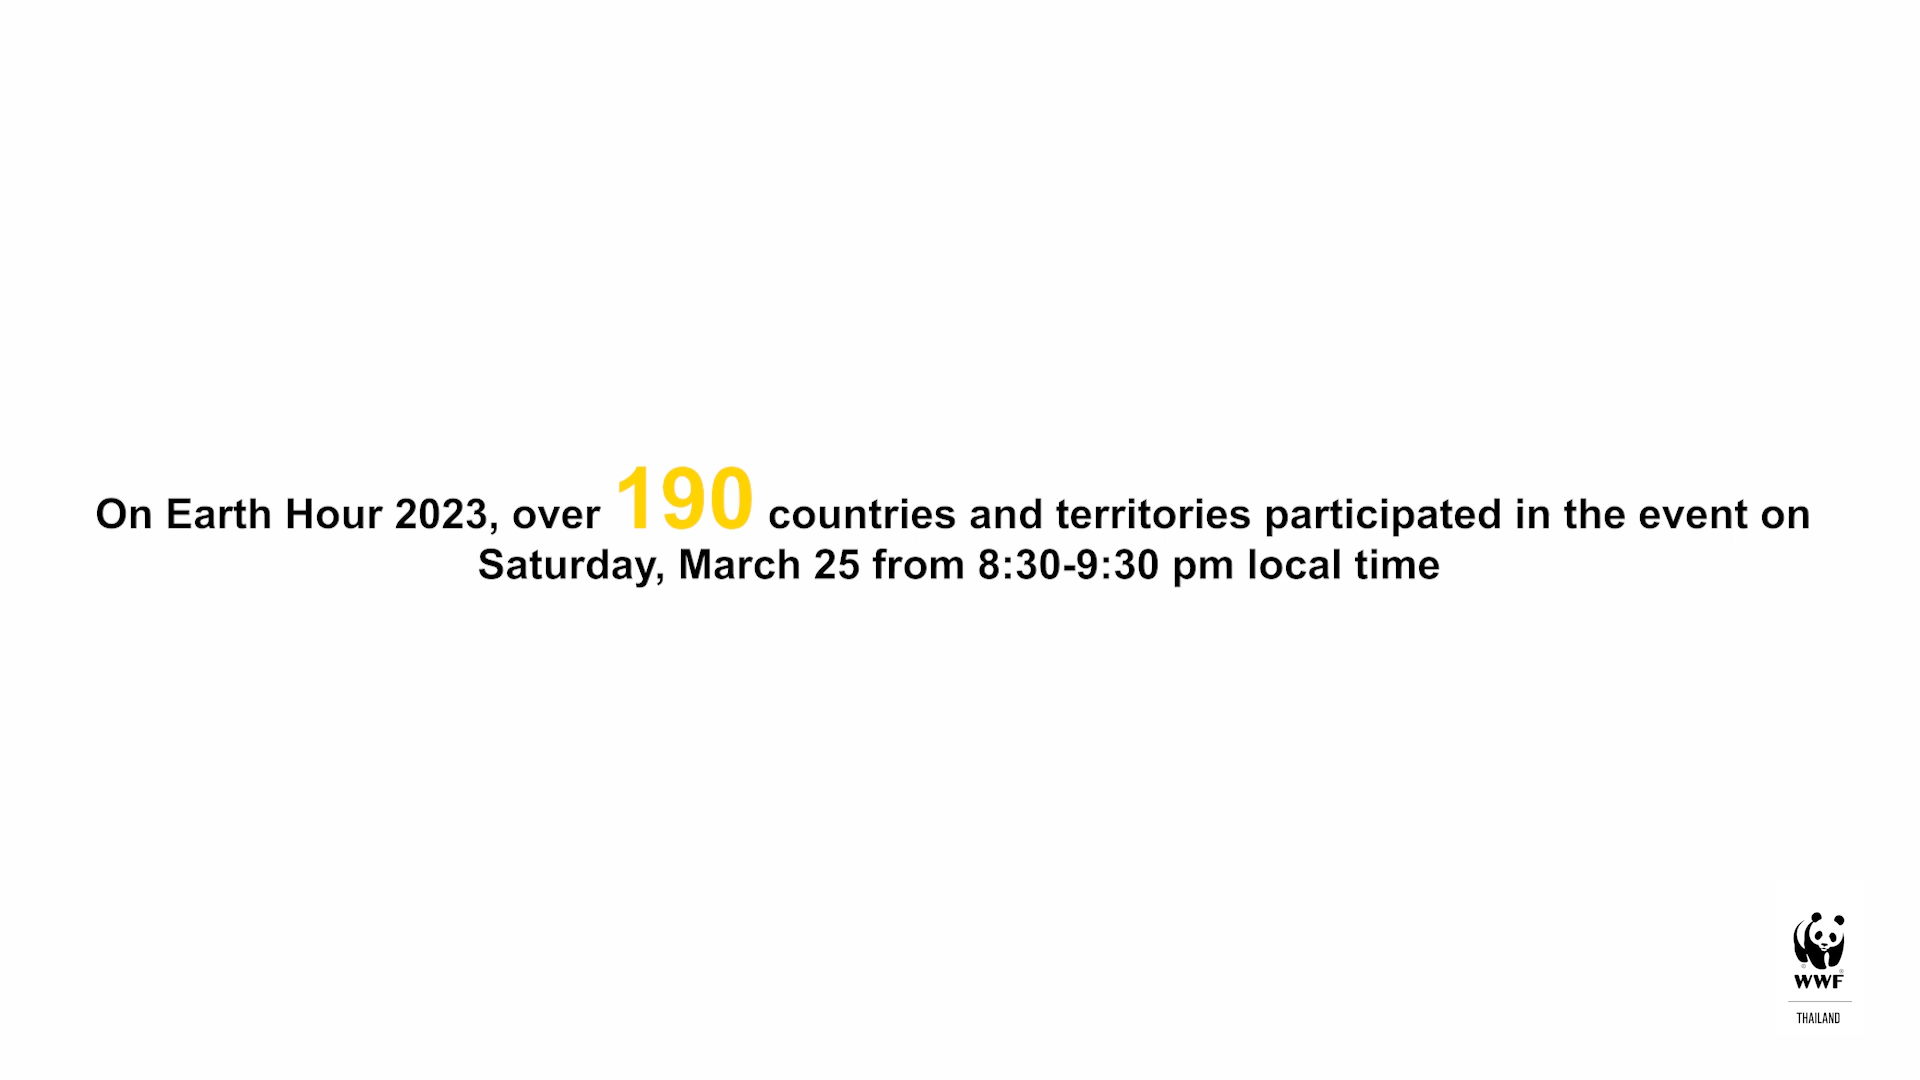 On Earth Hour 2023, over 190 countries and territories participated in the event on
Saturday, March 25 from 8:30-9:30 pm local time
WWF
THAILAND